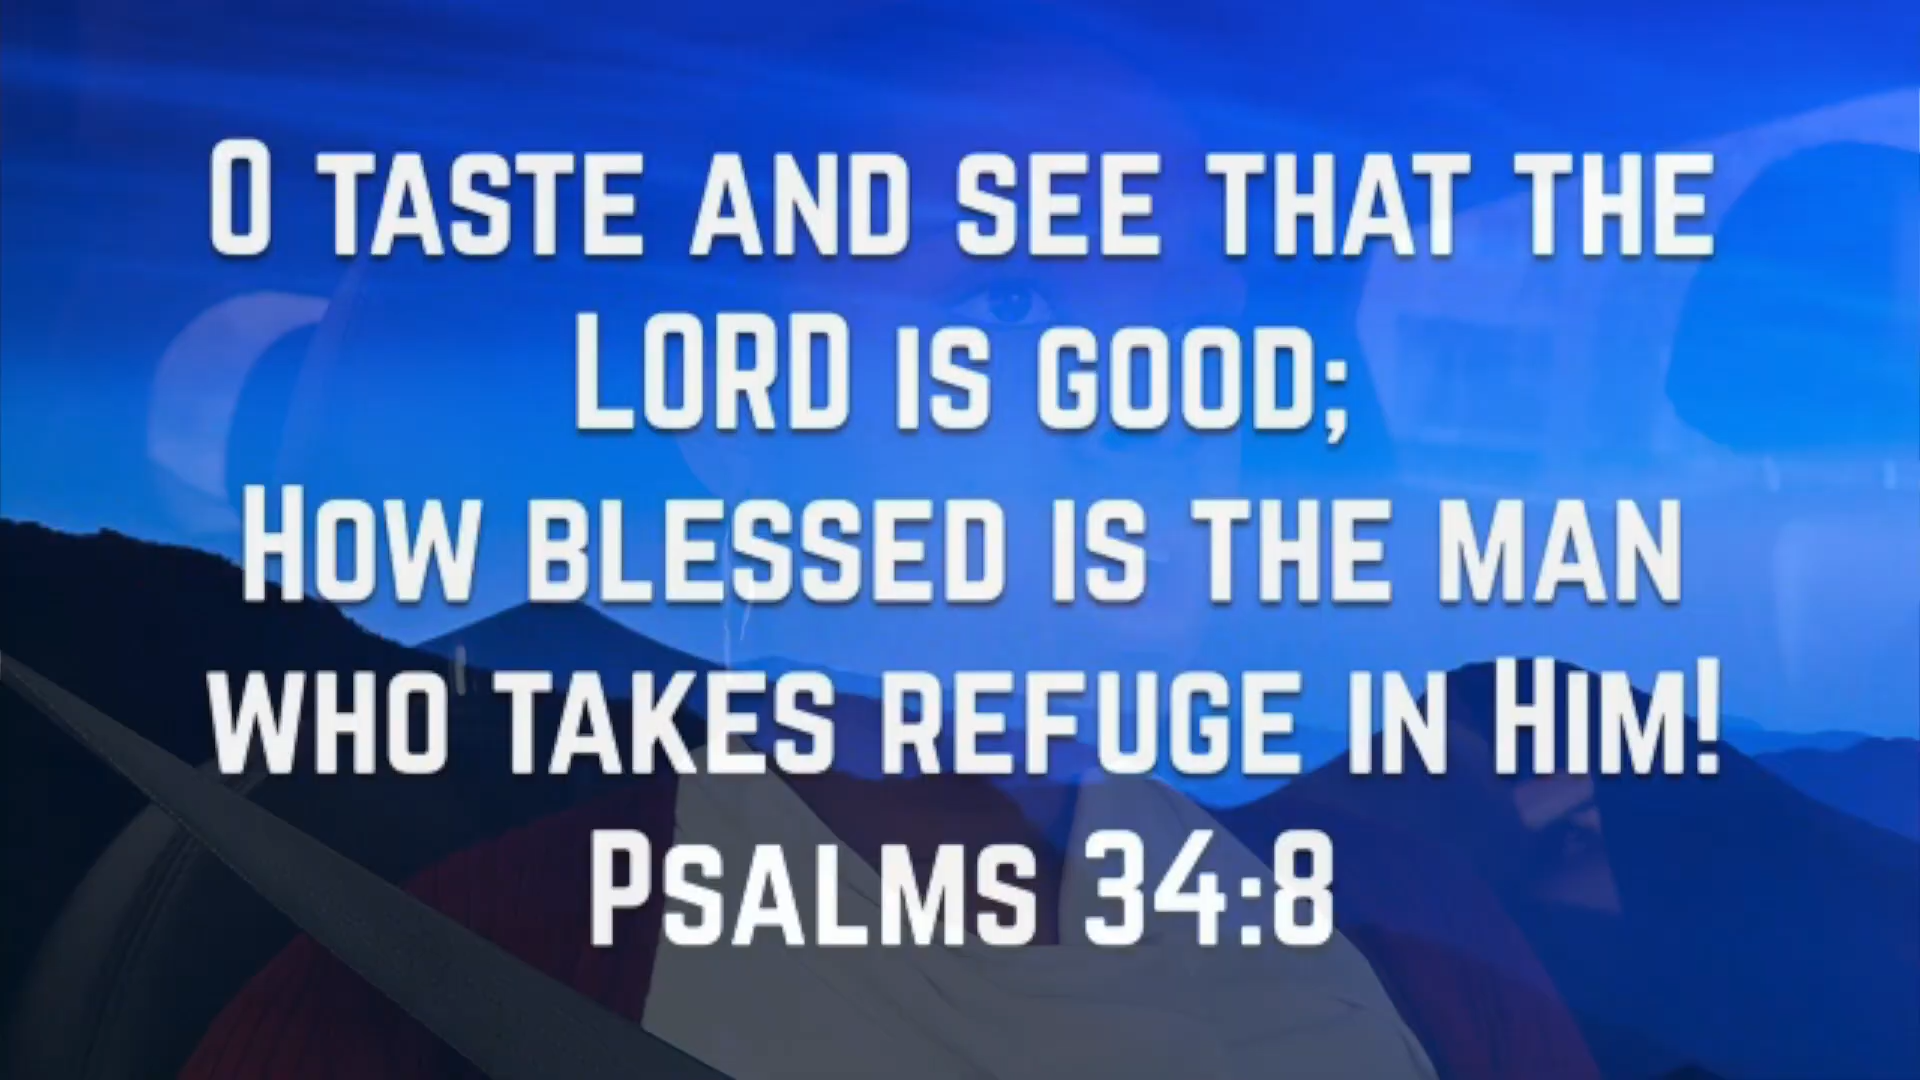 O taste and see that the
LORD is good;
How blessed is the man
who takes refuge in Him!
Psalms 34:8